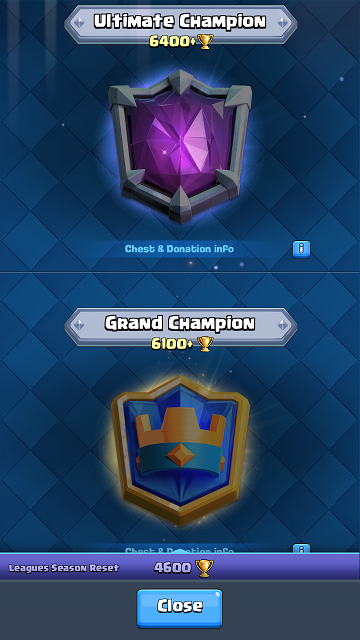 Ultimate Champion
6400+
Chest & Donation info
i
Grand Champion
6100+
Chest & Donation info
i
Leagues Season Reset 4600
Close